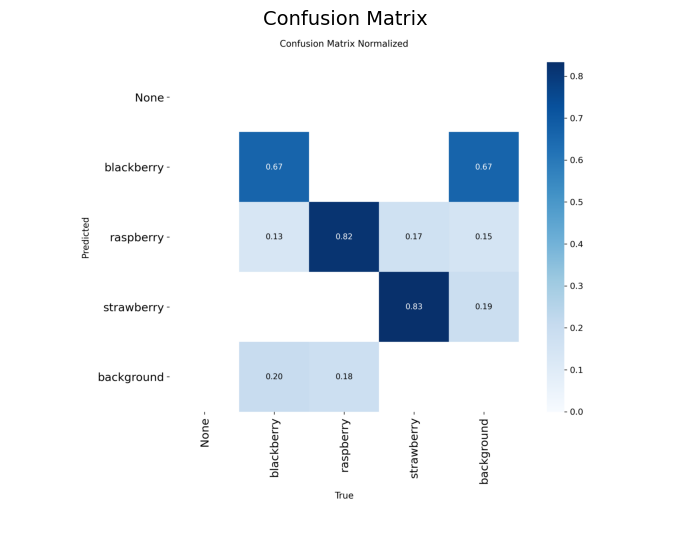 Confusion Matrix
Confusion Matrix Normalized
None
blackberry
raspberry
strawberry
background
Predicted
0.67 0.67
0.13 0.82 0.17 0.15
0.83 0.19
0.20 0.18
None
blackberry
raspberry
strawberry
background
True
0.8
0.7
0.6
0.5
0.4
0.3
0.2
0.1
0.0